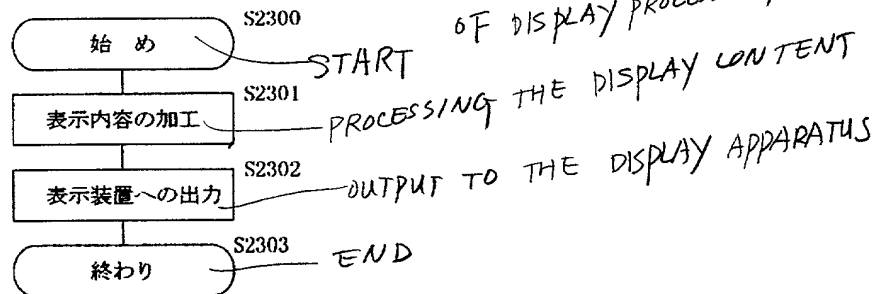 OF DISPLAY
S2300
始 め
START
S2301
表示内容の加工
PROCESSING THE DISPLAY CONTENT
S2302
表示装置への出力
OUTPUT TO THE DISPLAY APPARATUS
S2303
終わり
END